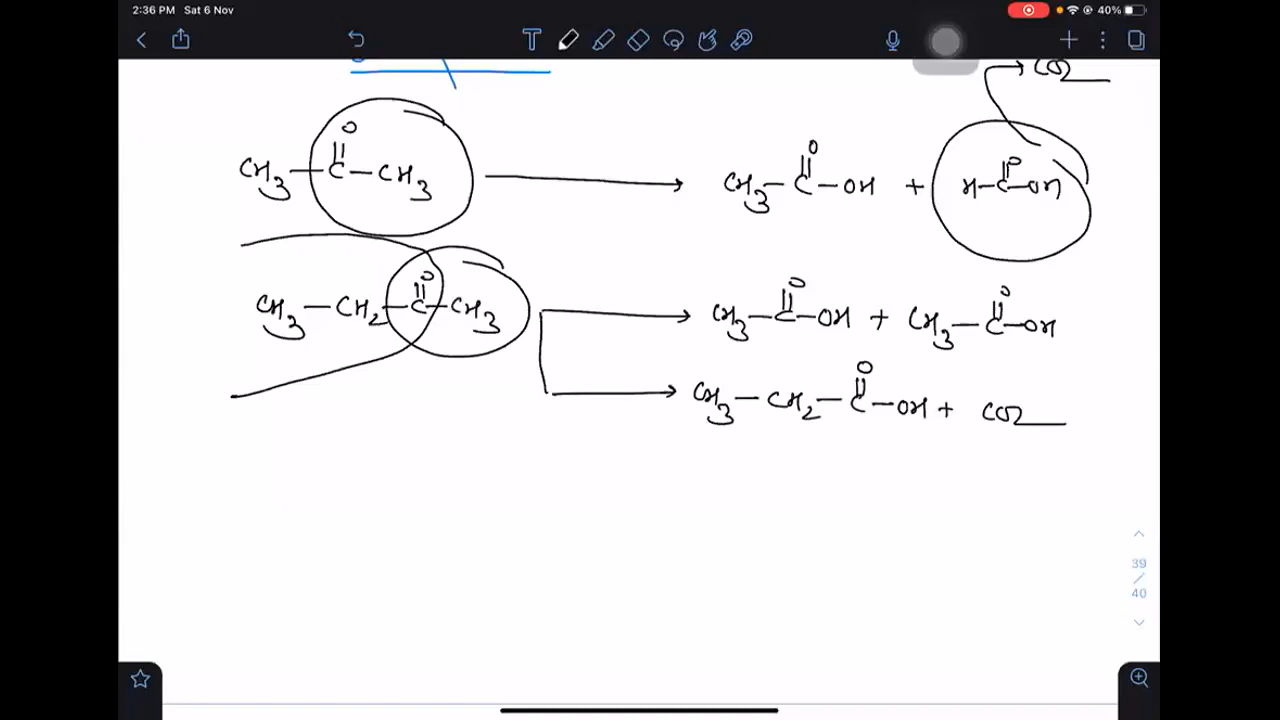 2:36 PM Sat 6 Nov
40%
T
CO2
CH3—C(=O)—CH3 → CH3—C(=O)—OH + H—C(=O)—OH
CH3—CH2—C(=O)—CH3 → CH3—C(=O)—OH + CH3—C(=O)—OH
→ CH3—CH2—C(=O)—OH + CO2
39
/
40